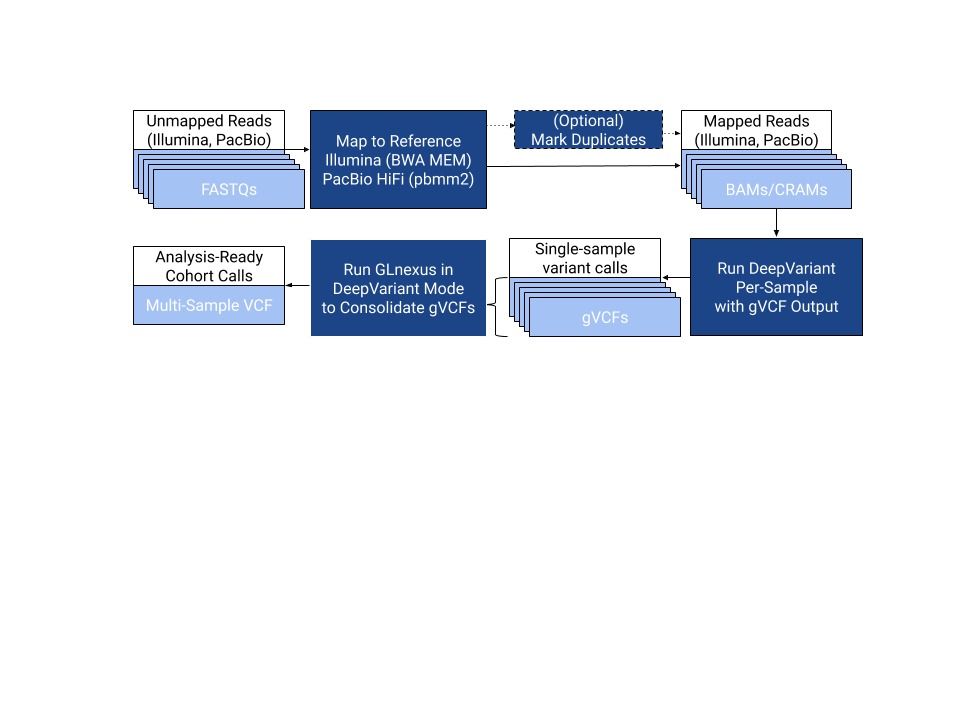 Unmapped Reads
(Illumina, PacBio)
FASTQs
Map to Reference
Illumina (BWA MEM)
PacBio HiFi (pbmm2)
(Optional)
Mark Duplicates
Mapped Reads
(Illumina, PacBio)
BAMs/CRAMs
Run DeepVariant
Per-Sample
with gVCF Output
Single-sample
variant calls
gVCFs
Run GLnexus in
DeepVariant Mode
to Consolidate gVCFs
Analysis-Ready
Cohort Calls
Multi-Sample VCF